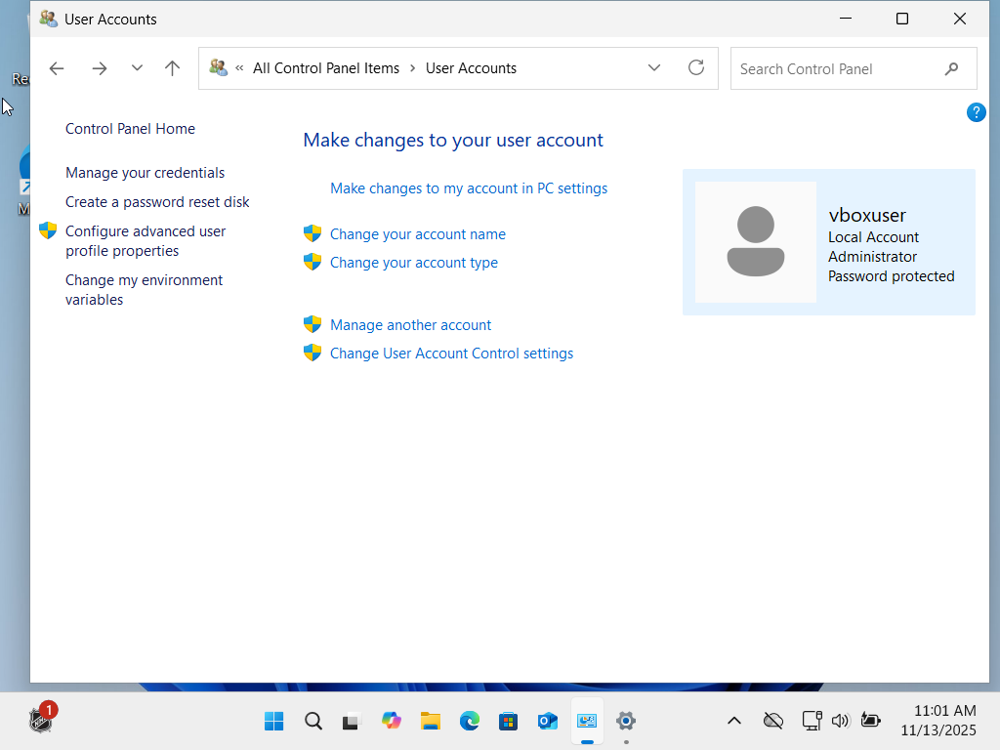 User Accounts
« All Control Panel Items › User Accounts
Search Control Panel
?
Control Panel Home
Manage your credentials
Create a password reset disk
Configure advanced user
profile properties
Change my environment
variables
Make changes to your user account
Make changes to my account in PC settings
Change your account name
Change your account type
Manage another account
Change User Account Control settings
vboxuser
Local Account
Administrator
Password protected
1
11:01 AM
11/13/2025